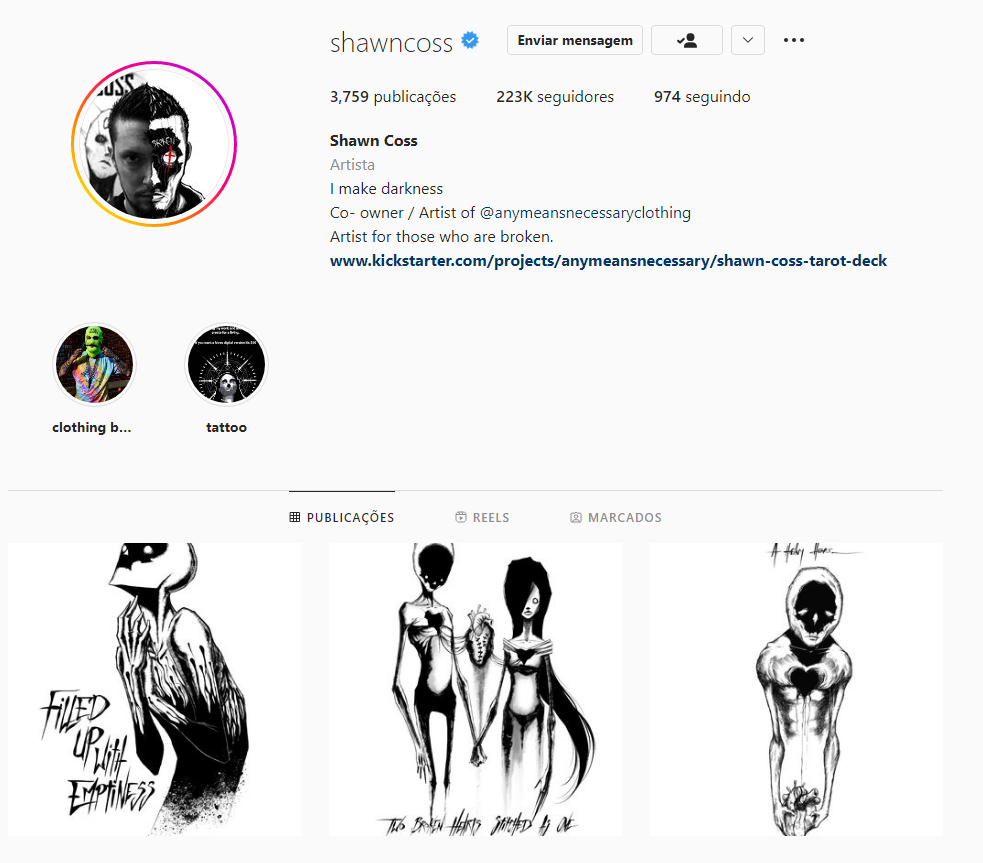 shawncoss
Enviar mensagem
3,759 publicações 223K seguidores 974 seguindo
Shawn Coss
Artista
I make darkness
Co- owner / Artist of @anymeansnecessaryclothing
Artist for those who are broken.
www.kickstarter.com/projects/anymeansnecessary/shawn-coss-tarot-deck
clothing b... tattoo
PUBLICAÇÕES REELS MARCADOS
FiLLED
UP WitH
EMPtiNESS
TWO BROKEN HEARTS STITCHED AS ONE